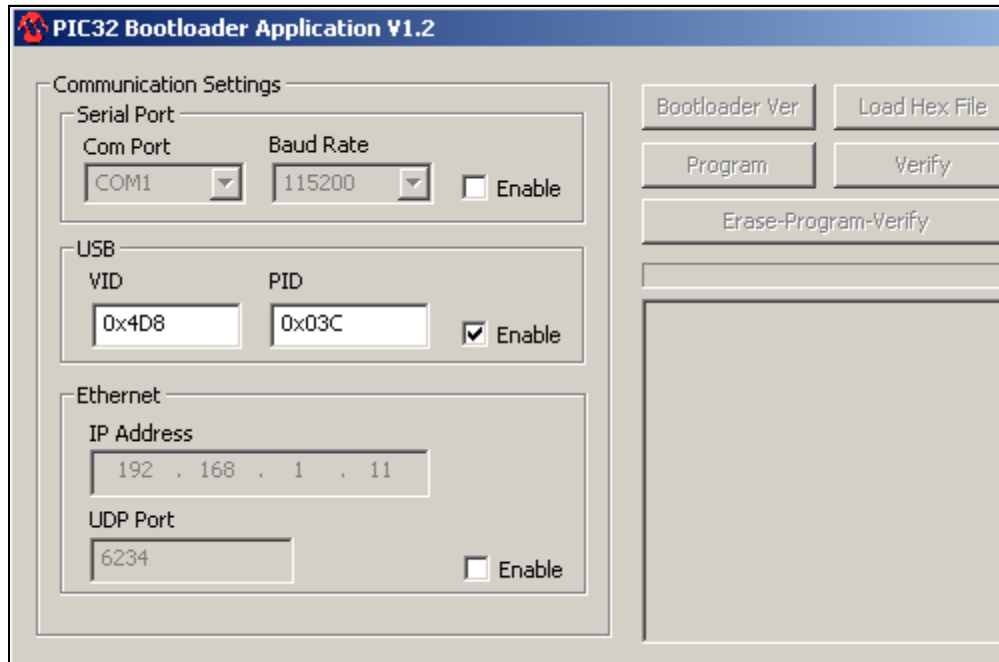 PIC32 Bootloader Application V1.2
Communication Settings
Serial Port
Com Port
Baud Rate
COM1
115200
Enable
USB
VID
PID
0x4D8
0x03C
Enable
Ethernet
IP Address
192 . 168 . 1 . 11
UDP Port
6234
Enable
Bootloader Ver
Load Hex File
Program
Verify
Erase-Program-Verify